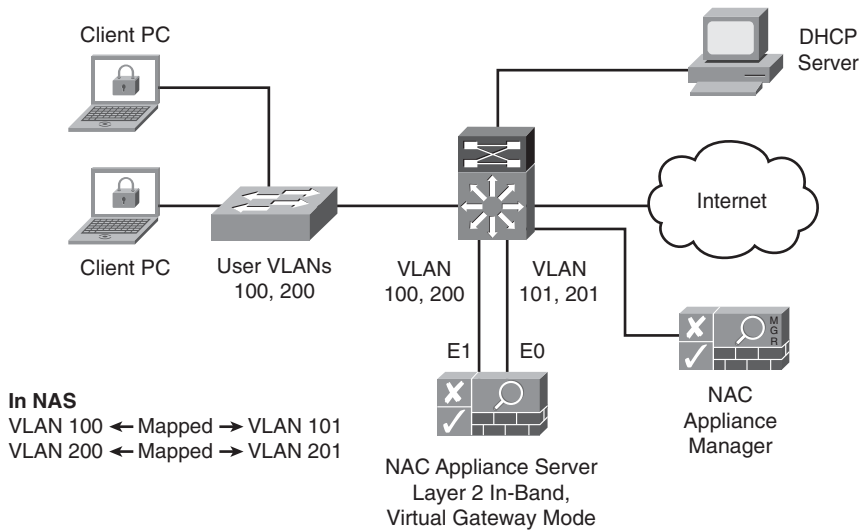 Client PC
DHCP
Server
Internet
Client PC
User VLANs
100, 200
VLAN
100, 200
VLAN
101, 201
E1
E0
MGR
NAC
Appliance
Manager
In NAS
VLAN 100 ← Mapped → VLAN 101
VLAN 200 ← Mapped → VLAN 201
NAC Appliance Server
Layer 2 In-Band,
Virtual Gateway Mode